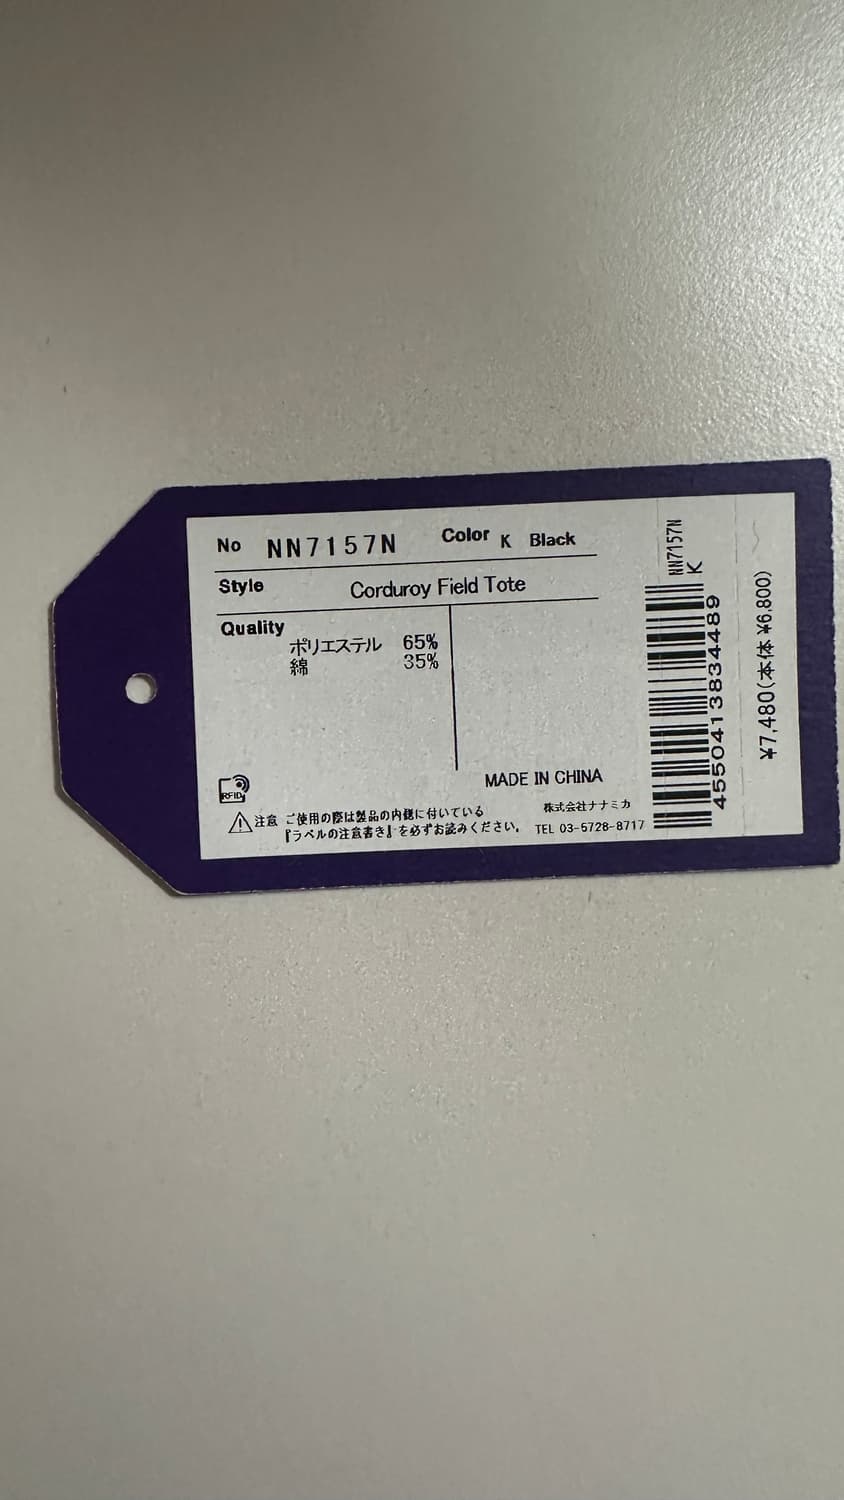 No NN7157N Color K Black
Style Corduroy Field Tote
Quality
ポリエステル 65%
綿 35%
MADE IN CHINA
RFID
注意 ご使用の際は製品の内側に付いている
『ラベルの注意書き』を必ずお読みください。
株式会社ナナミカ
TEL 03-5728-8717
NN7157N
K
4550413834489
¥7,480(本体 ¥6,800)